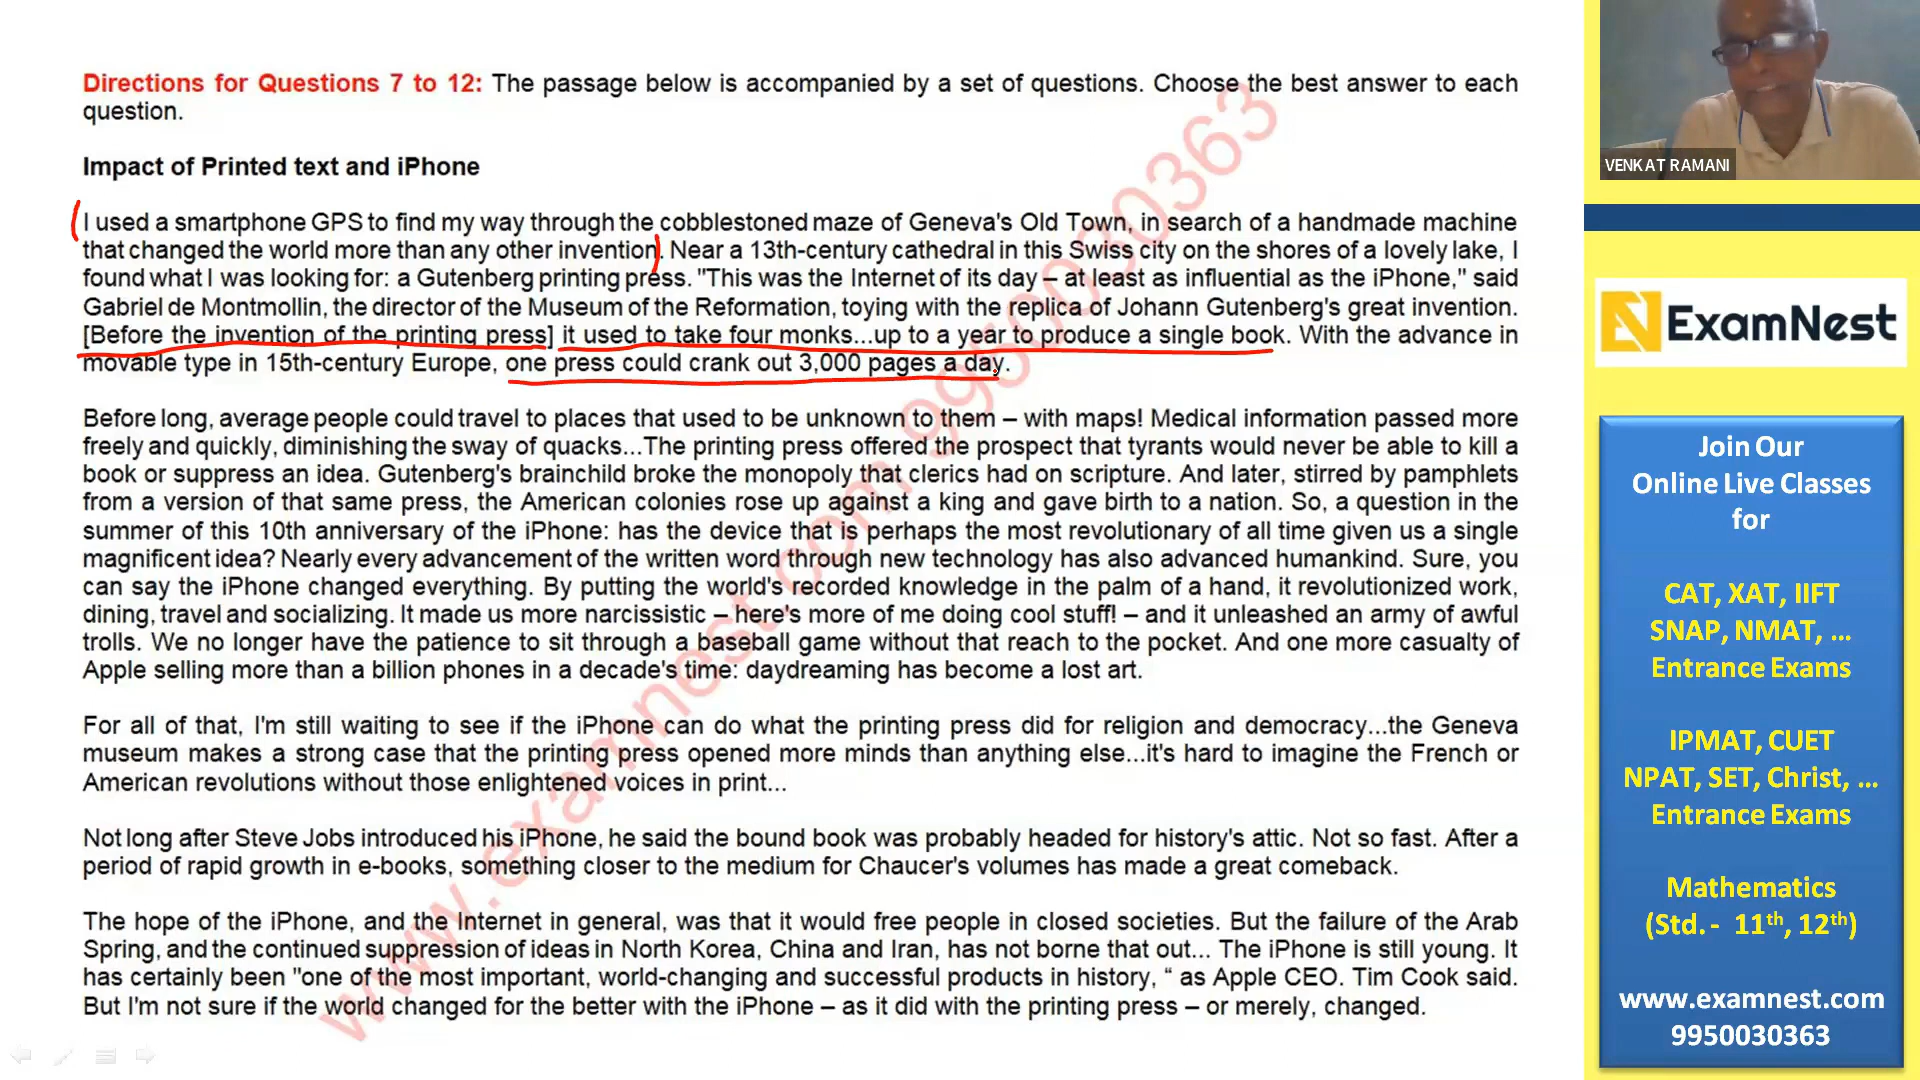 Directions for Questions 7 to 12: The passage below is accompanied by a set of questions. Choose the best answer to each
question.
Impact of Printed text and iPhone
I used a smartphone GPS to find my way through the cobblestoned maze of Geneva's Old Town, in search of a handmade machine
that changed the world more than any other invention. Near a 13th-century cathedral in this Swiss city on the shores of a lovely lake, I
found what I was looking for: a Gutenberg printing press. "This was the Internet of its day – at least as influential as the iPhone," said
Gabriel de Montmollin, the director of the Museum of the Reformation, toying with the replica of Johann Gutenberg's great invention.
[Before the invention of the printing press] it used to take four monks...up to a year to produce a single book. With the advance in
movable type in 15th-century Europe, one press could crank out 3,000 pages a day.
Before long, average people could travel to places that used to be unknown to them – with maps! Medical information passed more
freely and quickly, diminishing the sway of quacks...The printing press offered the prospect that tyrants would never be able to kill a
book or suppress an idea. Gutenberg's brainchild broke the monopoly that clerics had on scripture. And later, stirred by pamphlets
from a version of that same press, the American colonies rose up against a king and gave birth to a nation. So, a question in the
summer of this 10th anniversary of the iPhone: has the device that is perhaps the most revolutionary of all time given us a single
magnificent idea? Nearly every advancement of the written word through new technology has also advanced humankind. Sure, you
can say the iPhone changed everything. By putting the world's recorded knowledge in the palm of a hand, it revolutionized work,
dining, travel and socializing. It made us more narcissistic – here's more of me doing cool stuff! – and it unleashed an army of awful
trolls. We no longer have the patience to sit through a baseball game without that reach to the pocket. And one more casualty of
Apple selling more than a billion phones in a decade's time: daydreaming has become a lost art.
For all of that, I'm still waiting to see if the iPhone can do what the printing press did for religion and democracy...the Geneva
museum makes a strong case that the printing press opened more minds than anything else...it's hard to imagine the French or
American revolutions without those enlightened voices in print...
Not long after Steve Jobs introduced his iPhone, he said the bound book was probably headed for history's attic. Not so fast. After a
period of rapid growth in e-books, something closer to the medium for Chaucer's volumes has made a great comeback.
The hope of the iPhone, and the Internet in general, was that it would free people in closed societies. But the failure of the Arab
Spring, and the continued suppression of ideas in North Korea, China and Iran, has not borne that out... The iPhone is still young. It
has certainly been "one of the most important, world-changing and successful products in history, “ as Apple CEO. Tim Cook said.
But I'm not sure if the world changed for the better with the iPhone – as it did with the printing press – or merely, changed.
www.examnest.com 9950030363
VENKAT RAMANI
ExamNest
Join Our
Online Live Classes
for
CAT, XAT, IIFT
SNAP, NMAT, ...
Entrance Exams
IPMAT, CUET
NPAT, SET, Christ, ...
Entrance Exams
Mathematics
(Std. - 11th, 12th)
www.examnest.com
9950030363